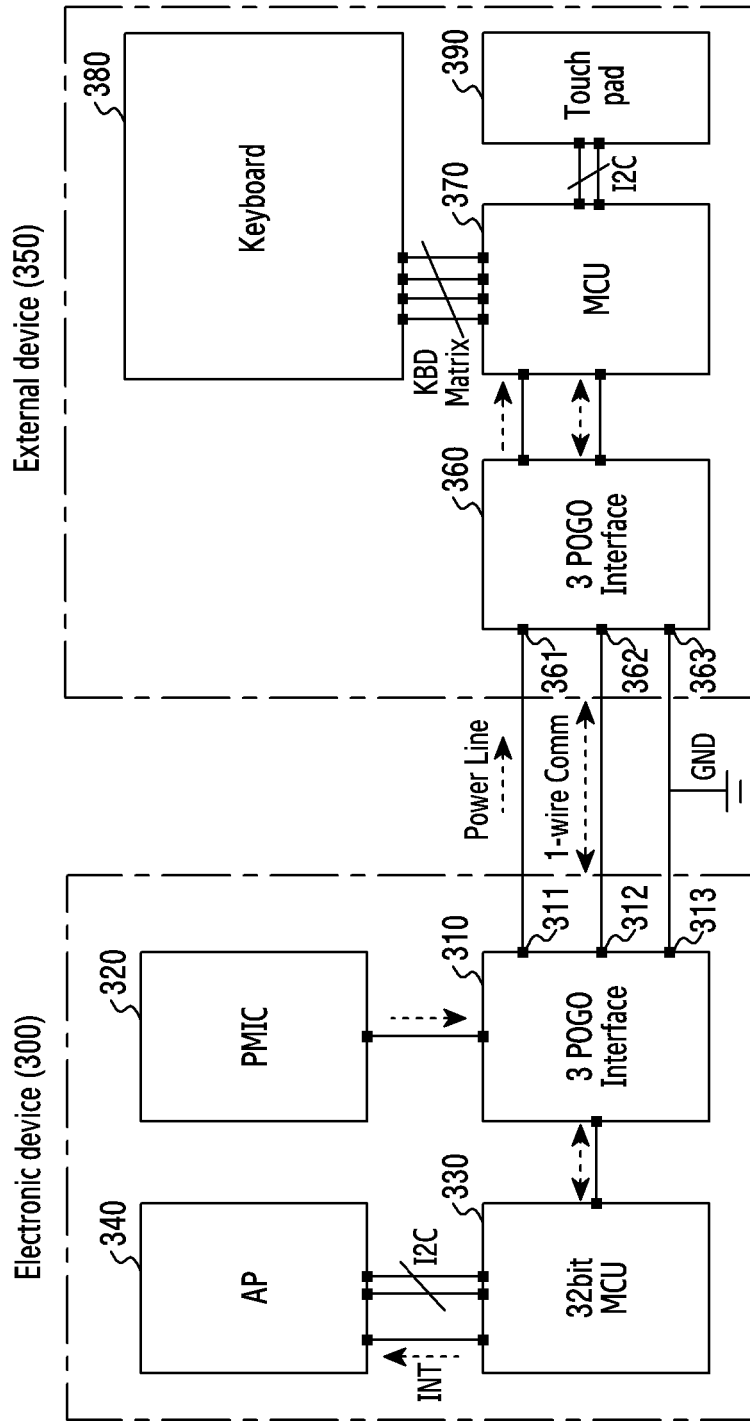 Electronic device (300)
340
AP
320
PMIC
INT
I2C
330
32bit
MCU
310
3 POGO
Interface
311
312
313
Power Line
1-wire Comm
GND
External device (350)
380
Keyboard
KBD
Matrix
360
3 POGO
Interface
361
362
363
370
MCU
I2C
390
Touch
pad